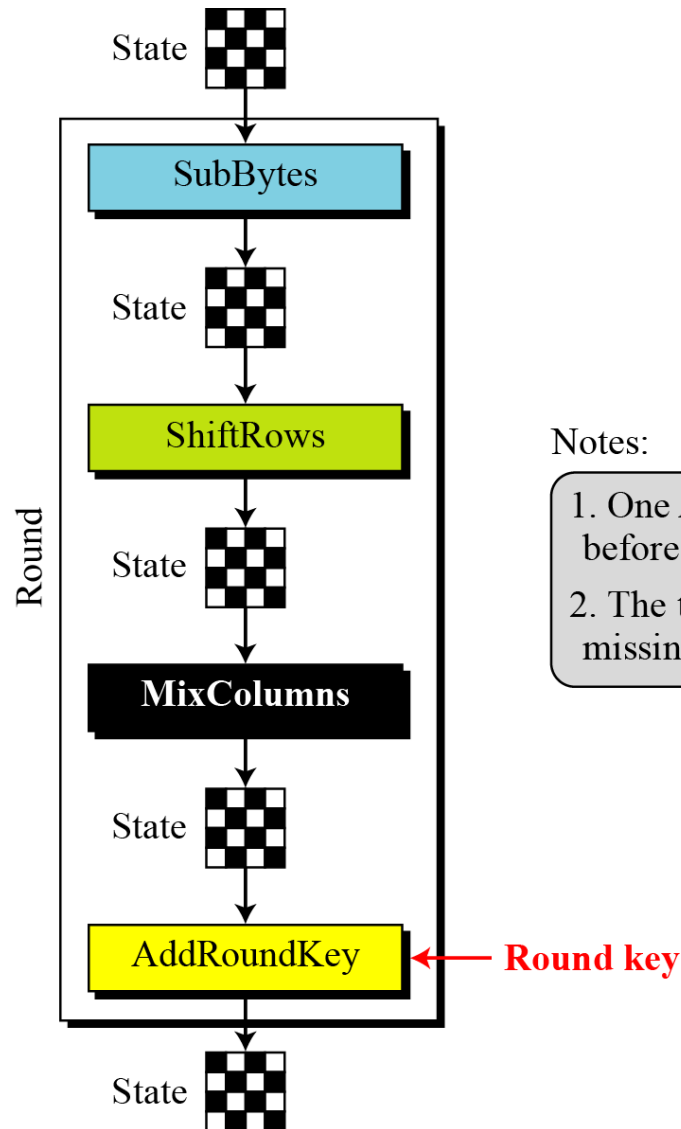 State
SubBytes
State
ShiftRows
Notes:
1. One
before
Round
State
2. The
missin
MixColumns
State
AddRoundKey
Round key
State